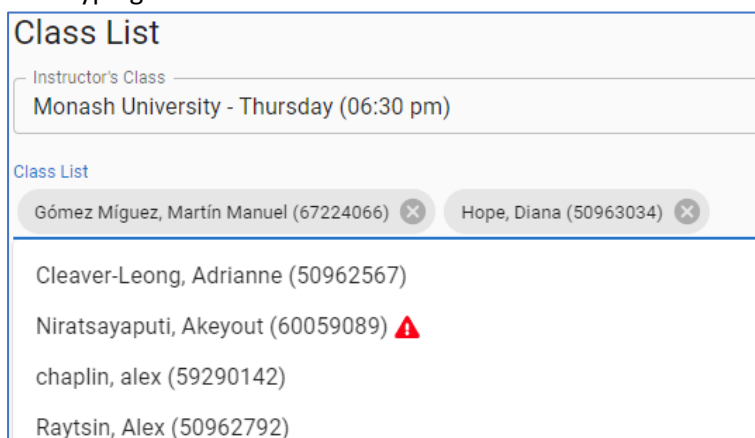 Class List
Instructor's Class
Monash University - Thursday (06:30 pm)
Class List
Gómez Míguez, Martín Manuel (67224066) Hope, Diana (50963034)
Cleaver-Leong, Adrianne (50962567)
Niratsayaputi, Akeyout (60059089)
chaplin, alex (59290142)
Raytsin, Alex (50962792)